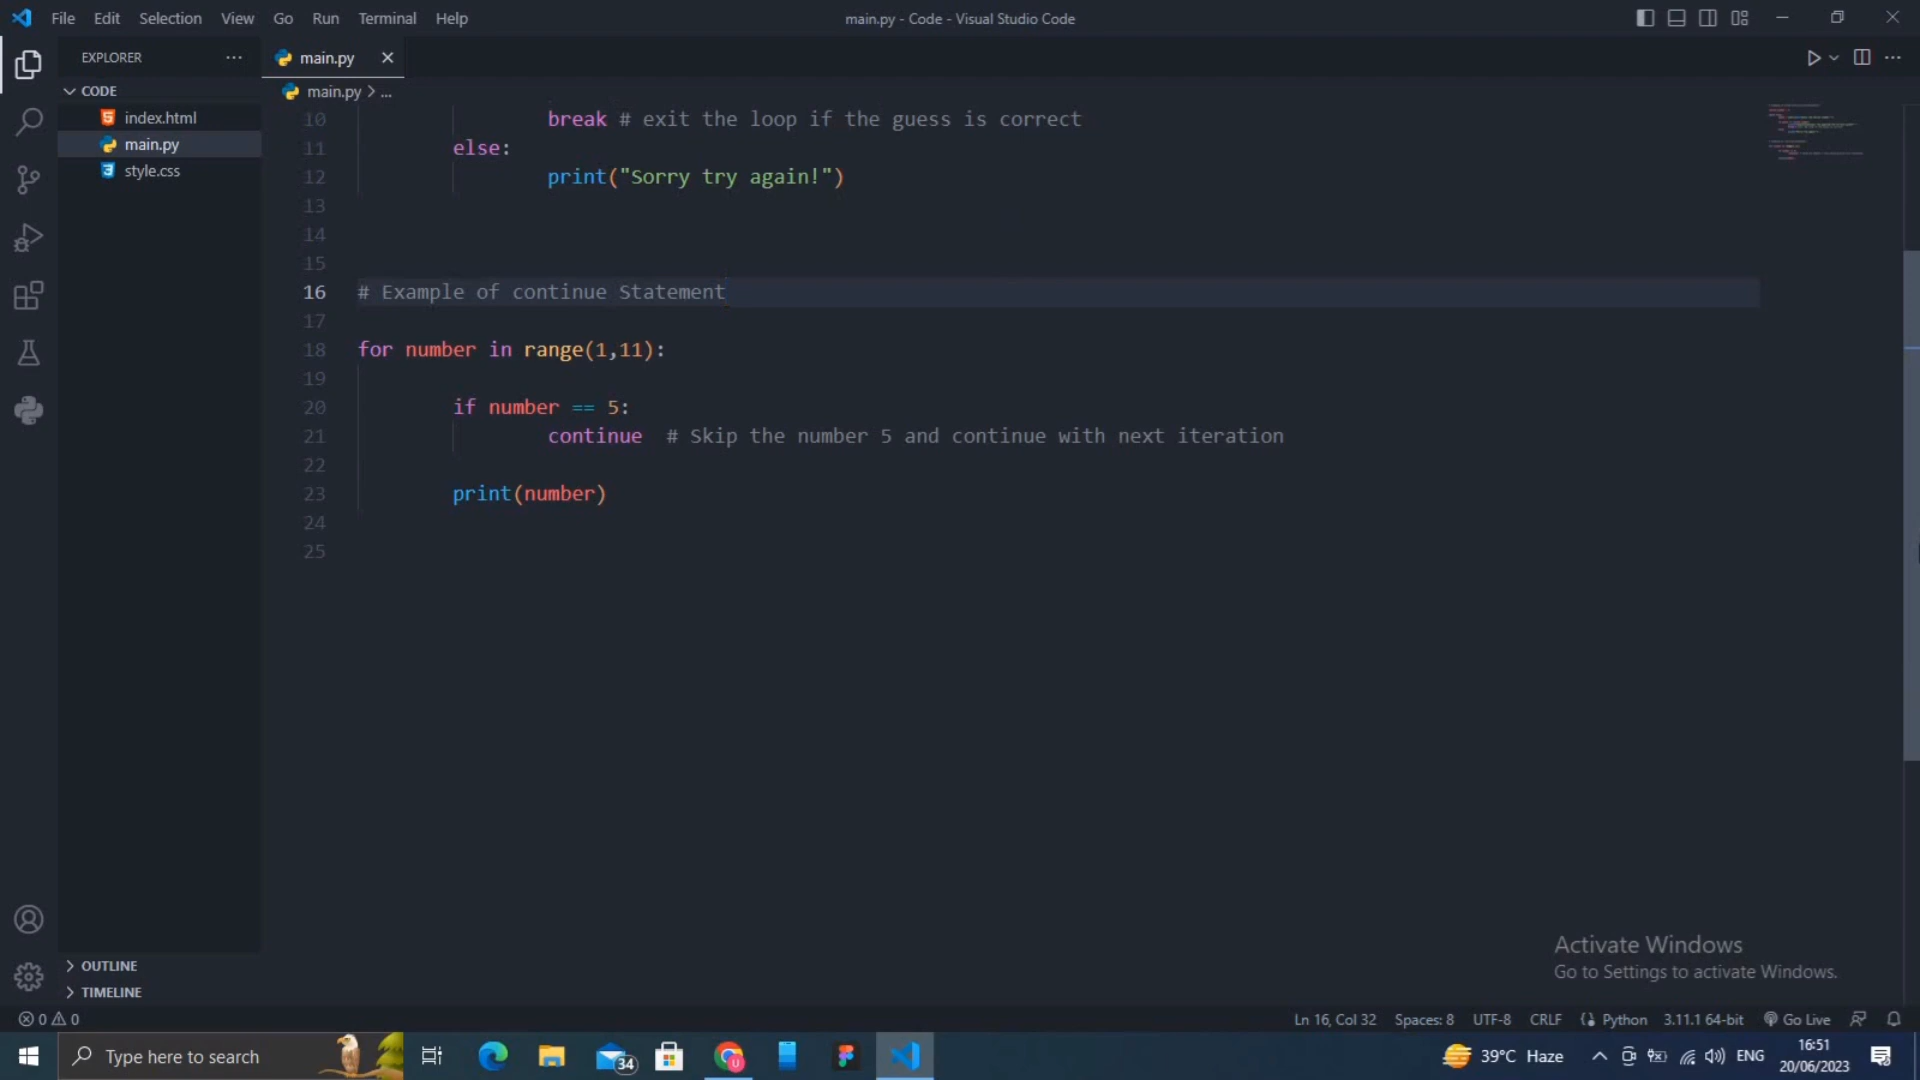 File Edit Selection View Go Run Terminal Help
main.py - Code - Visual Studio Code
EXPLORER
main.py
CODE
main.py > ...
index.html
main.py
style.css
10 break # exit the loop if the guess is correct
11 else:
12 print("Sorry try again!")
13
14
15
16 # Example of continue Statement
17
18 for number in range(1,11):
19
20 if number == 5:
21 continue # Skip the number 5 and continue with next iteration
22
23 print(number)
24
25
Activate Windows
Go to Settings to activate Windows.
OUTLINE
TIMELINE
0 0
Ln 16, Col 32 Spaces: 8 UTF-8 CRLF Python 3.11.1 64-bit Go Live
Type here to search
34
39°C Haze
ENG
16:51
20/06/2023